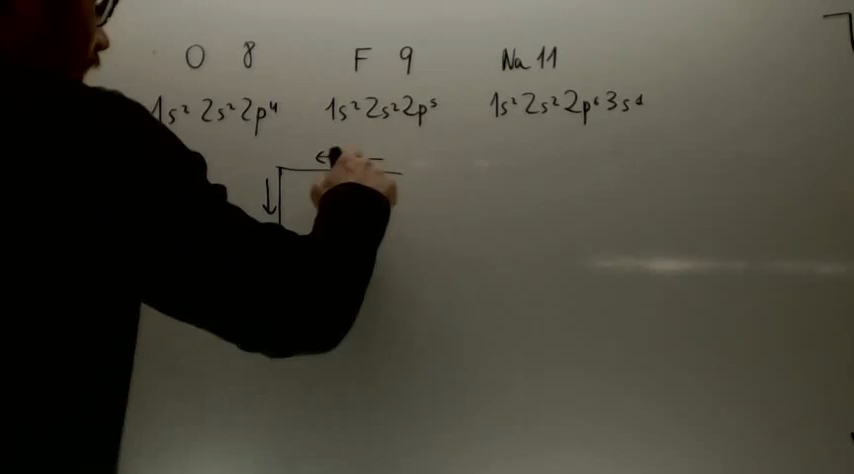 O 8 F 9 Na 11
1s² 2s² 2p⁴ 1s² 2s² 2p⁵ 1s² 2s² 2p⁶ 3s¹